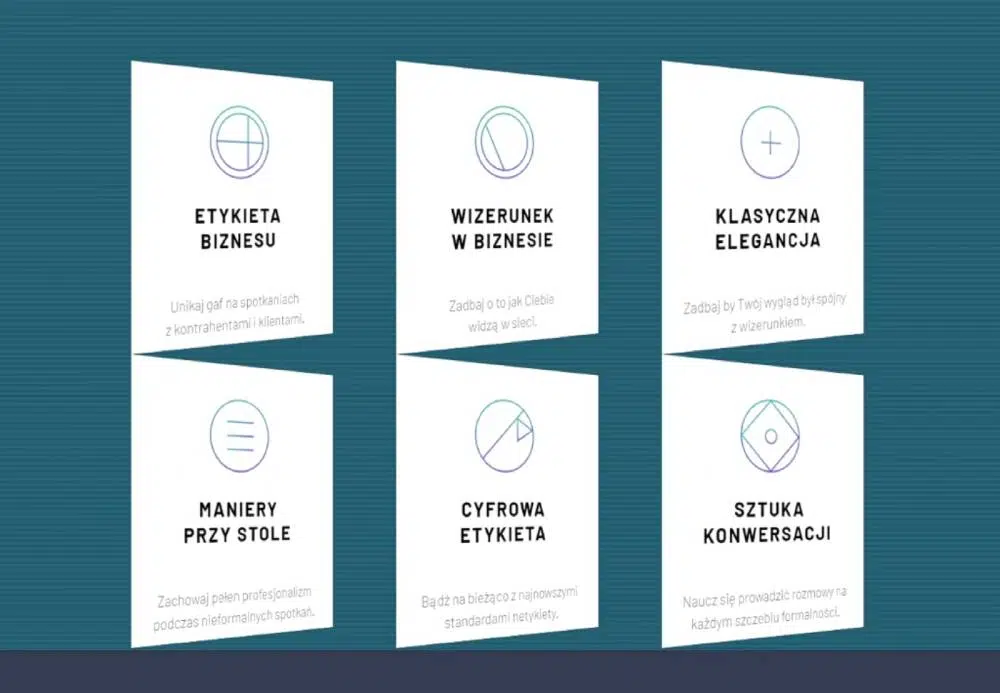 ETYKIETA
BIZNESU
Unikaj gaf na spotkaniach
z kontrahentami i klientami.
WIZERUNEK
W BIZNESIE
Zadbaj o to jak Ciebie
widzą w sieci.
KLASYCZNA
ELEGANCJA
Zadbaj by Twój wygląd był spójny
z wizerunkiem.
MANIERY
PRZY STOLE
Zachowaj pełen profesjonalizm
podczas nieformalnych spotkań.
CYFROWA
ETYKIETA
Bądź na bieżąco z najnowszymi
standardami netykiety.
SZTUKA
KONWERSACJI
Naucz się prowadzić rozmowy na
każdym szczeblu formalności.